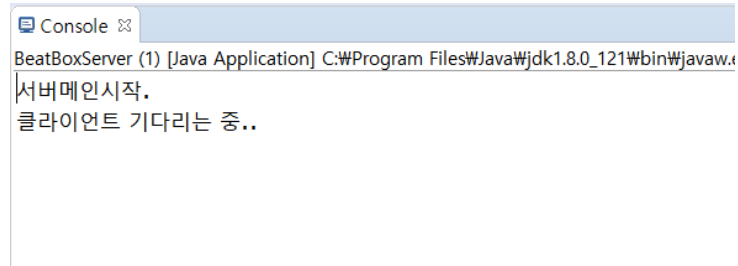 Console
BeatBoxServer (1) [Java Application] C:₩Program Files₩Java₩jdk1.8.0_121₩bin₩javaw.e
서버메인시작.
클라이언트 기다리는 중..